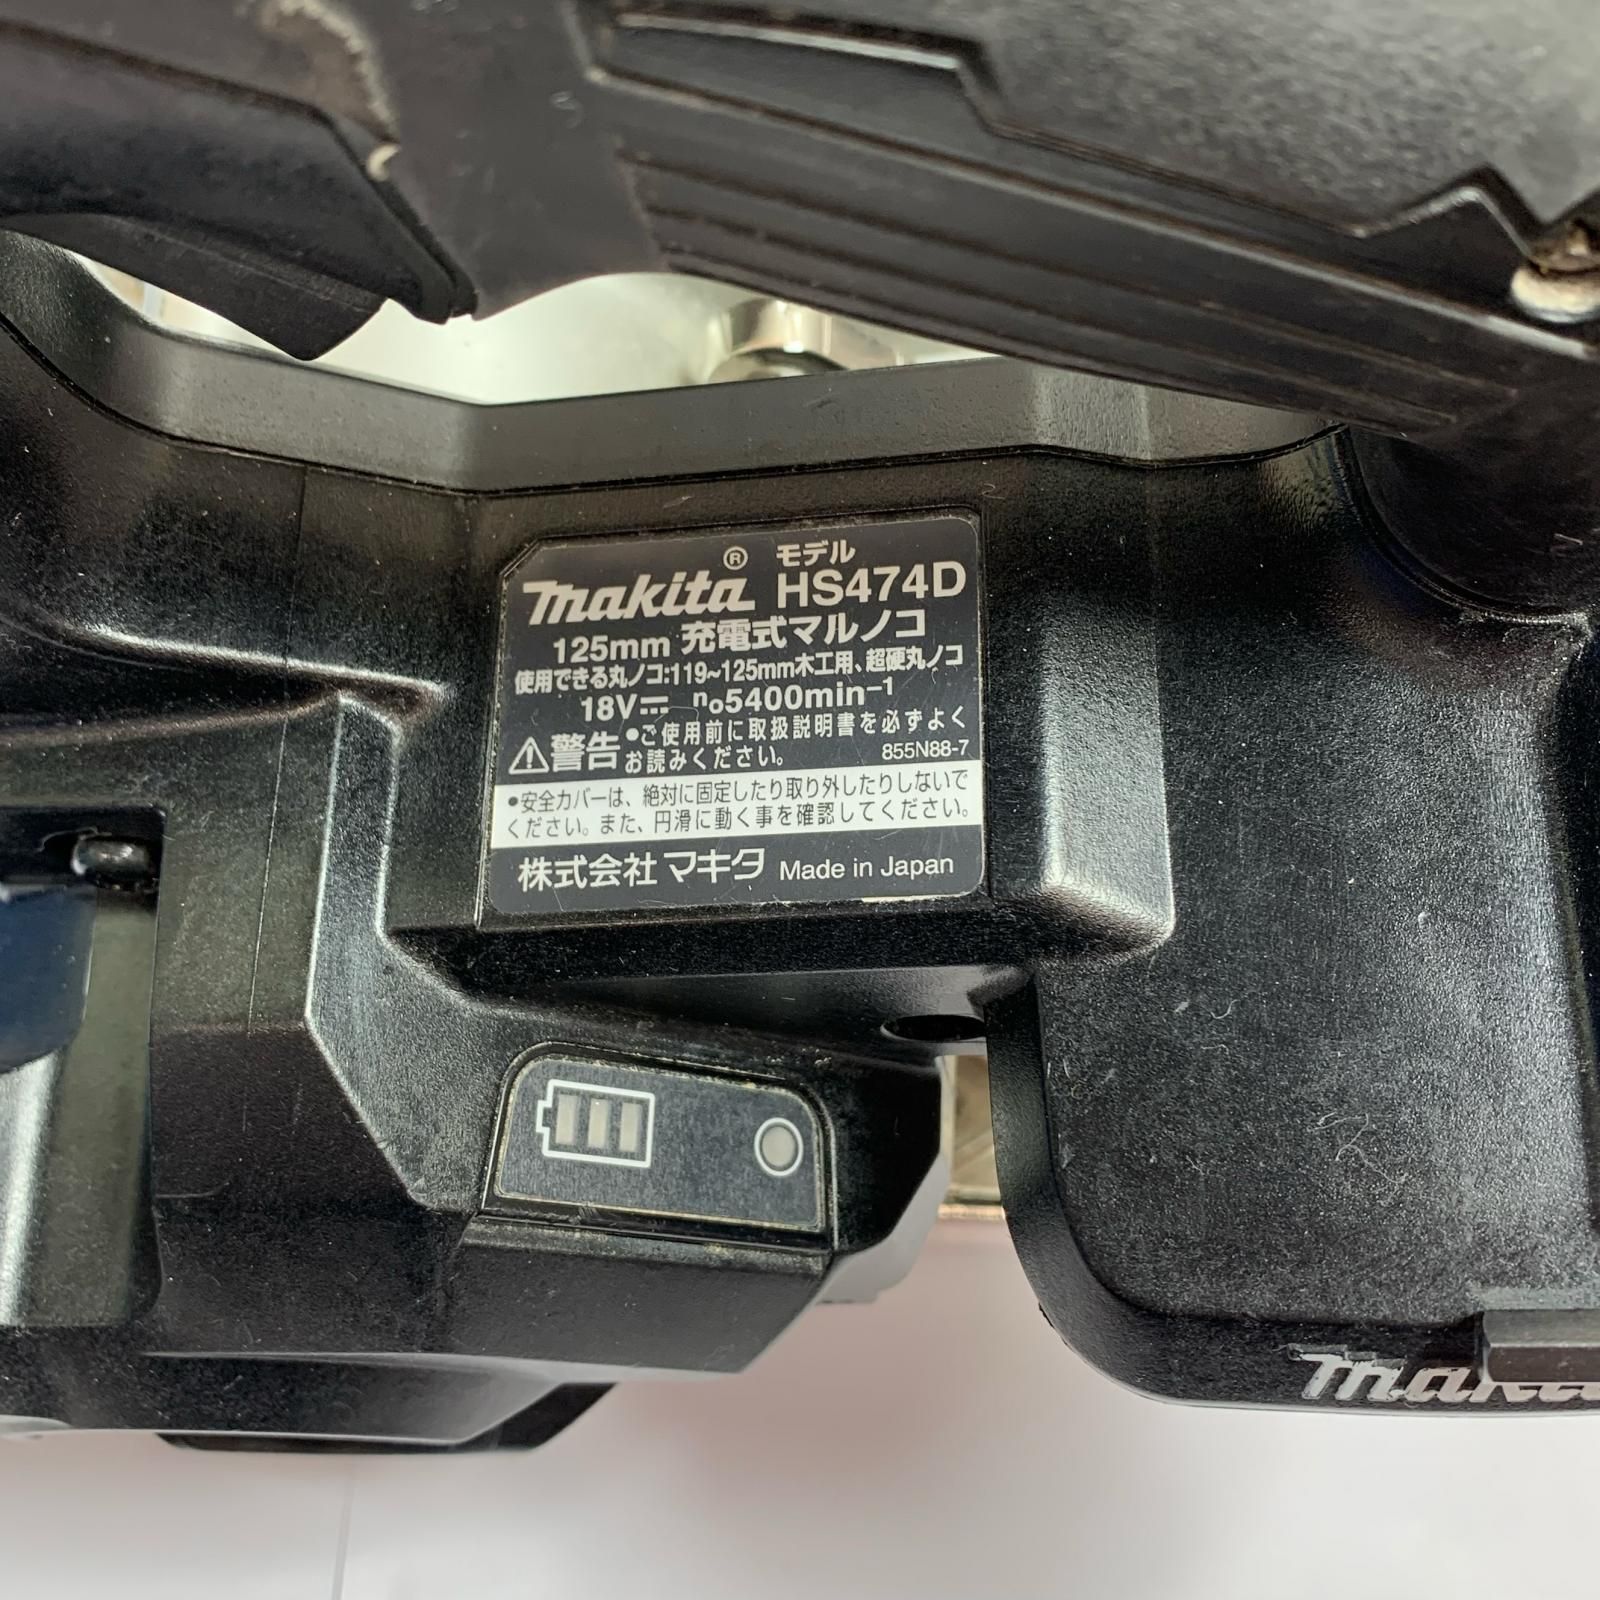 makita® モデル HS474D
125mm 充電式マルノコ
使用できる丸ノコ:119~125mm木工用、超硬丸ノコ
18V⎓ no5400min-1
⚠警告 •ご使用前に取扱説明書を必ずよく
お読みください。 855N88-7
•安全カバーは、絶対に固定したり取り外したりしないで
ください。また、円滑に動く事を確認してください。
株式会社 マキタ Made in Japan
makita